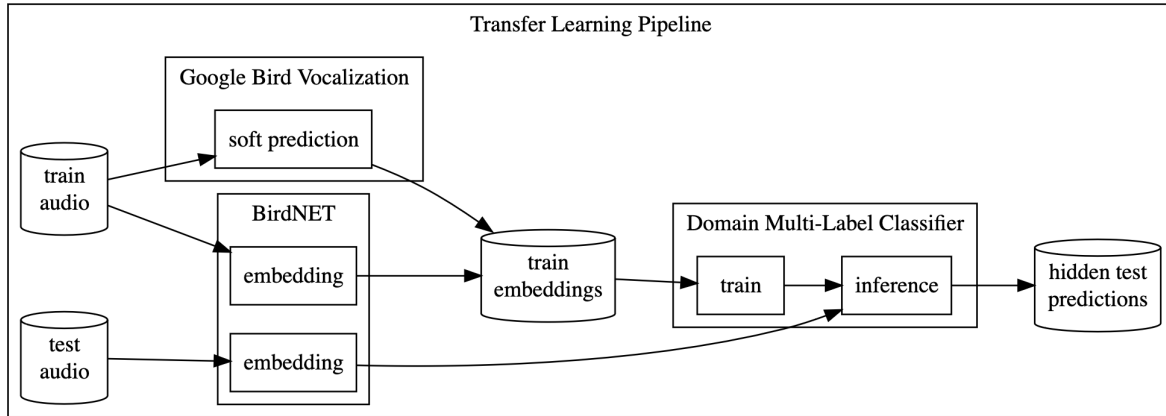 Transfer Learning Pipeline
Google Bird Vocalization
soft prediction
train
audio
BirdNET
embedding
train
embeddings
Domain Multi-Label Classifier
train
inference
hidden test
predictions
test
audio
embedding